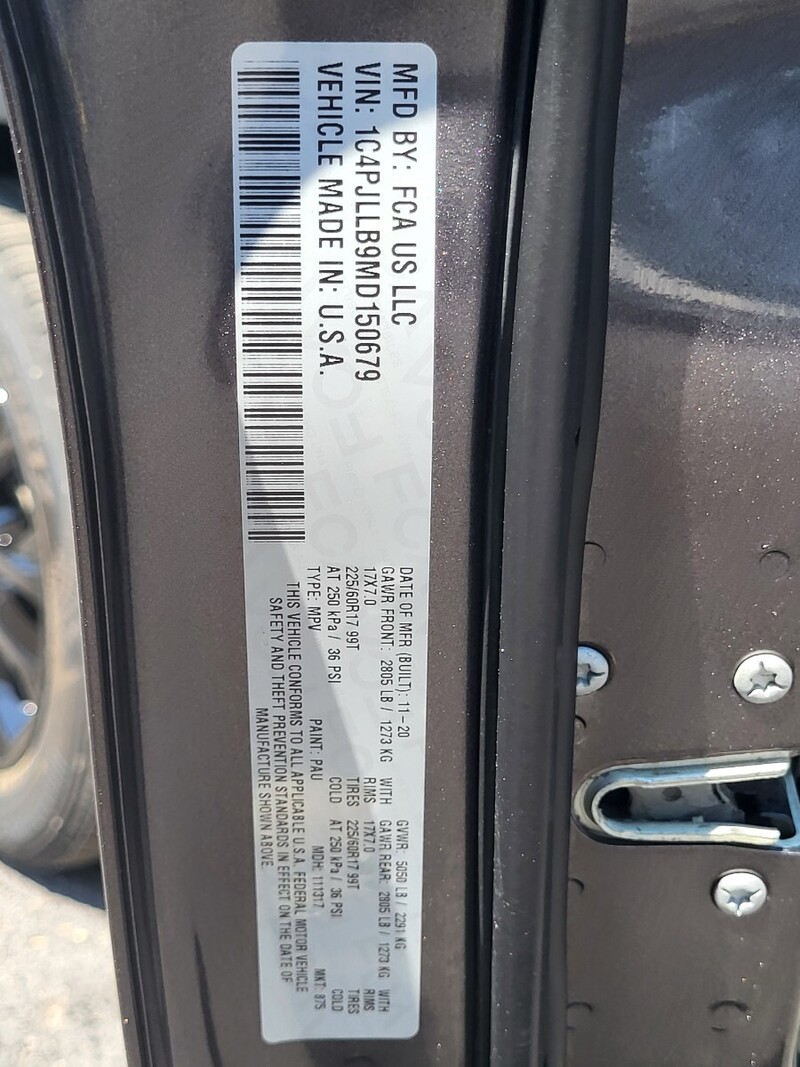 MFD BY: FCA US LLC
VIN: 1C4PJLLB9MD150679
VEHICLE MADE IN: U.S.A.
DATE OF MFR (BUILT): 11-20 GVWR: 5050 LB / 2291 KG
GAWR FRONT: 2805 LB / 1273 KG WITH GAWR REAR: 2805 LB / 1273 KG WITH
17X7.0 RIMS 17X7.0 RIMS
225/60R17 99T TIRES 225/60R17 99T TIRES
AT 250 kPa / 36 PSI COLD AT 250 kPa / 36 PSI COLD
TYPE: MPV PAINT: PAU MDH: 111317 MKT: 875
THIS VEHICLE CONFORMS TO ALL APPLICABLE U.S.A. FEDERAL MOTOR VEHICLE
SAFETY AND THEFT PREVENTION STANDARDS IN EFFECT ON THE DATE OF
MANUFACTURE SHOWN ABOVE.